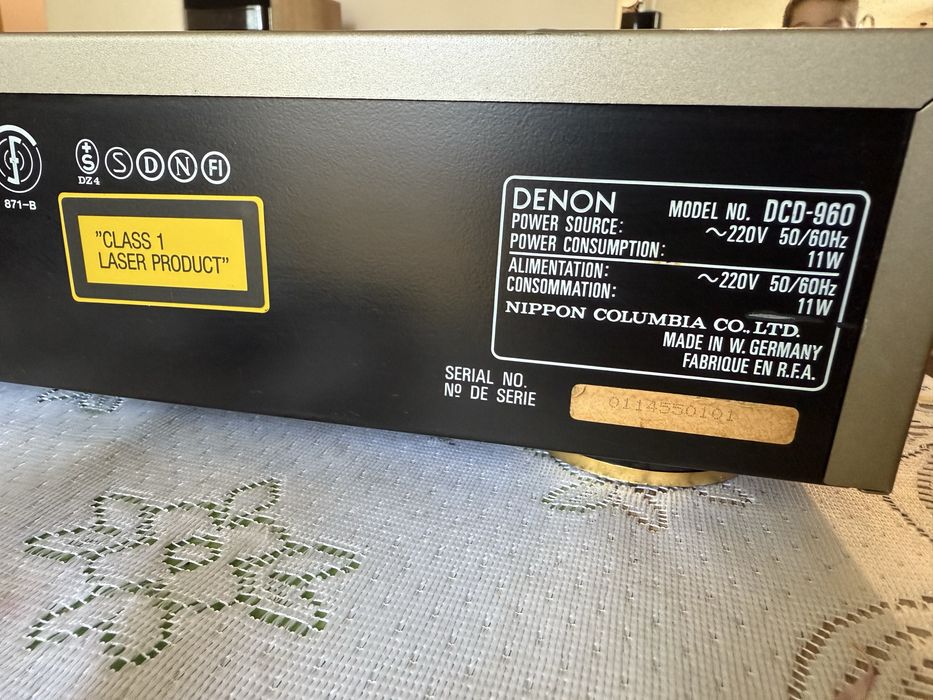 871-B
+S
DZ4
S
D
N
FI
"CLASS 1
LASER PRODUCT"
DENON
MODEL NO. DCD-960
POWER SOURCE: ~220V 50/60Hz
POWER CONSUMPTION: 11W
ALIMENTATION: ~220V 50/60Hz
CONSOMMATION: 11W
NIPPON COLUMBIA CO., LTD.
MADE IN W. GERMANY
FABRIQUE EN R.F.A.
SERIAL NO.
Nº DE SERIE
0114550101